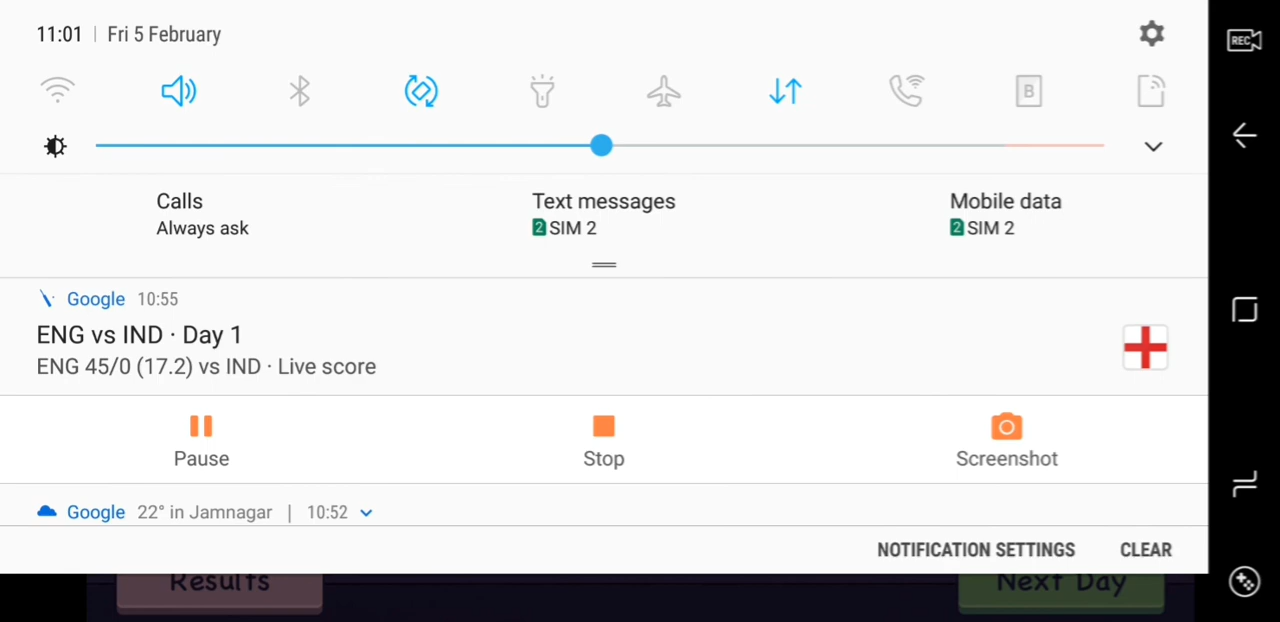 11:01 | Fri 5 February
REC
B
Calls
Text messages
Mobile data
Always ask
2 SIM 2
2 SIM 2
Google 10:55
ENG vs IND · Day 1
ENG 45/0 (17.2) vs IND · Live score
Pause
Stop
Screenshot
Google 22° in Jamnagar | 10:52
NOTIFICATION SETTINGS
CLEAR
Results
Next Day